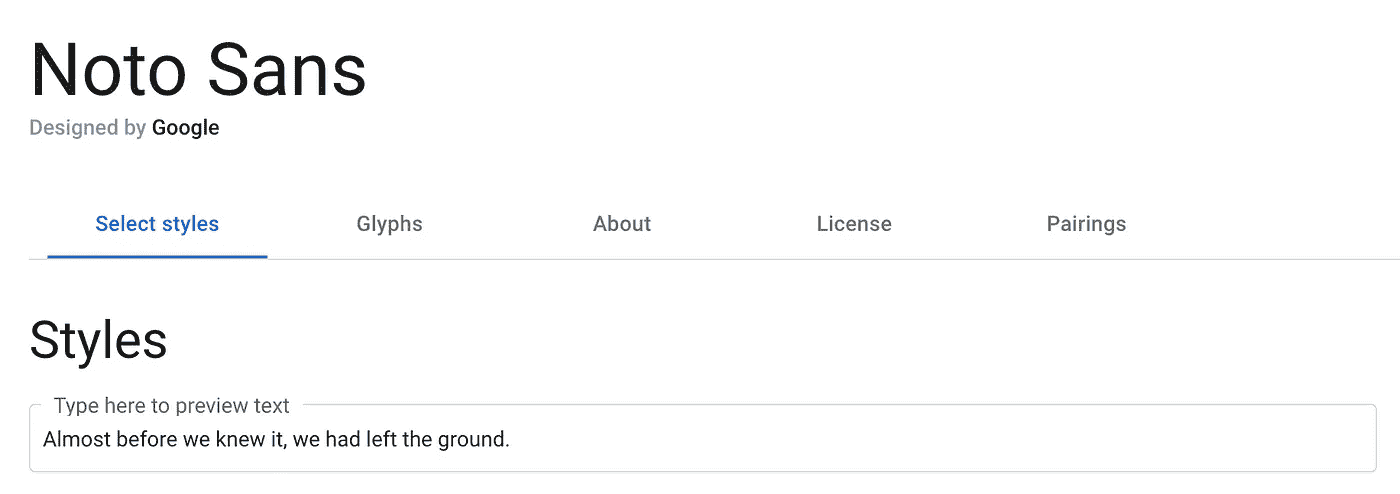 Noto Sans
Designed by Google
Select styles Glyphs About License Pairings
Styles
Type here to preview text
Almost before we knew it, we had left the ground.